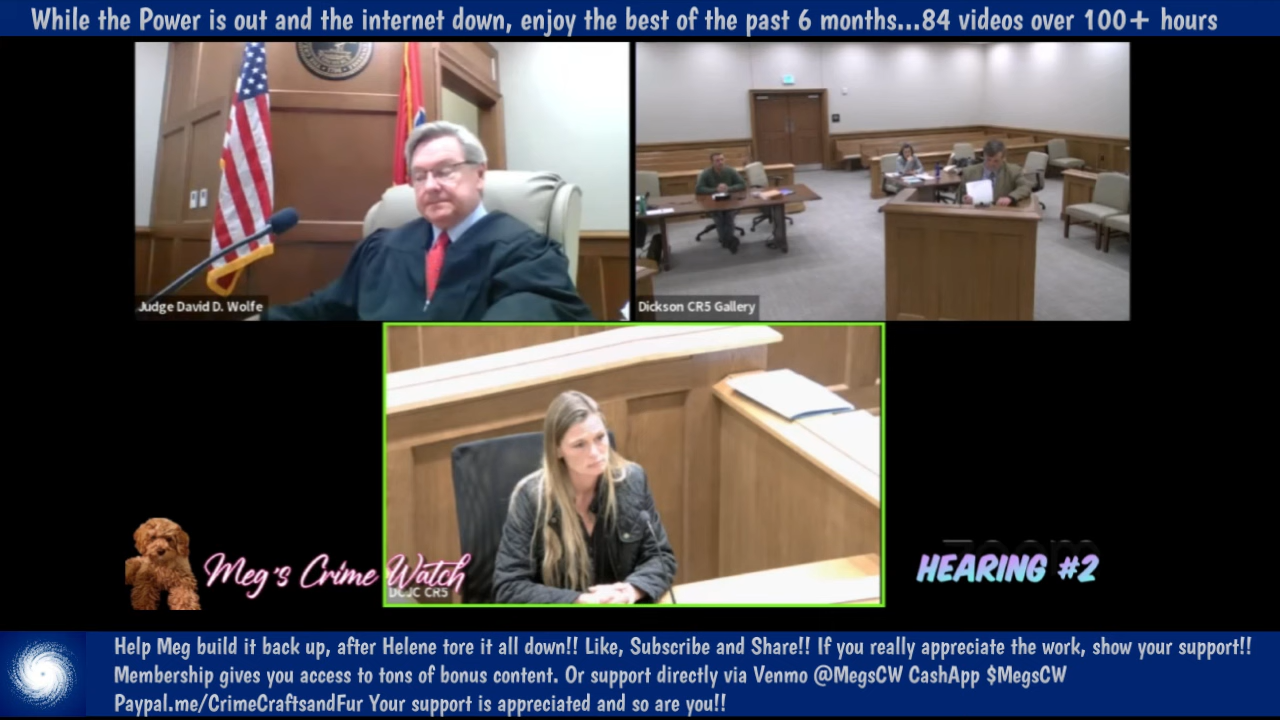 While the Power is out and the internet down, enjoy the best of the past 6 months...84 videos over 100+ hours
Judge David D. Wolfe
Dickson CR5 Gallery
Meg's Crime Watch
DCJC CR5
zoom
HEARING #2
Help Meg build it back up, after Helene tore it all down!! Like, Subscribe and Share!! If you really appreciate the work, show your support!!
Membership gives you access to tons of bonus content. Or support directly via Venmo @MegsCW CashApp $MegsCW
Paypal.me/CrimeCraftsandFur Your support is appreciated and so are you!!